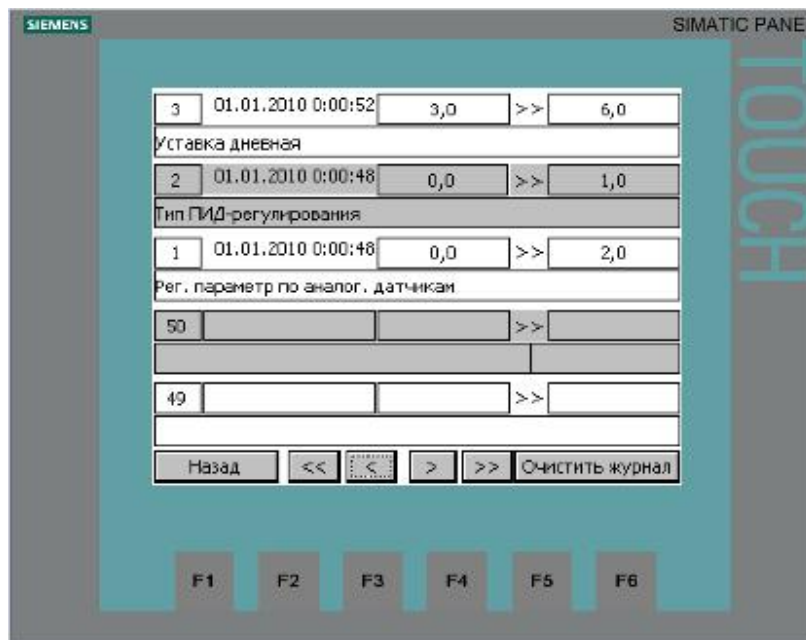 SIEMENS
SIMATIC PANE
TOUCH
3 01.01.2010 0:00:52 3,0 >> 6,0
Уставка дневная
2 01.01.2010 0:00:48 0,0 >> 1,0
Тип ПИД-регулирования
1 01.01.2010 0:00:48 0,0 >> 2,0
Рег. параметр по аналог. датчикам
50 >>
49 >>
Назад << < > >> Очистить журнал
F1 F2 F3 F4 F5 F6